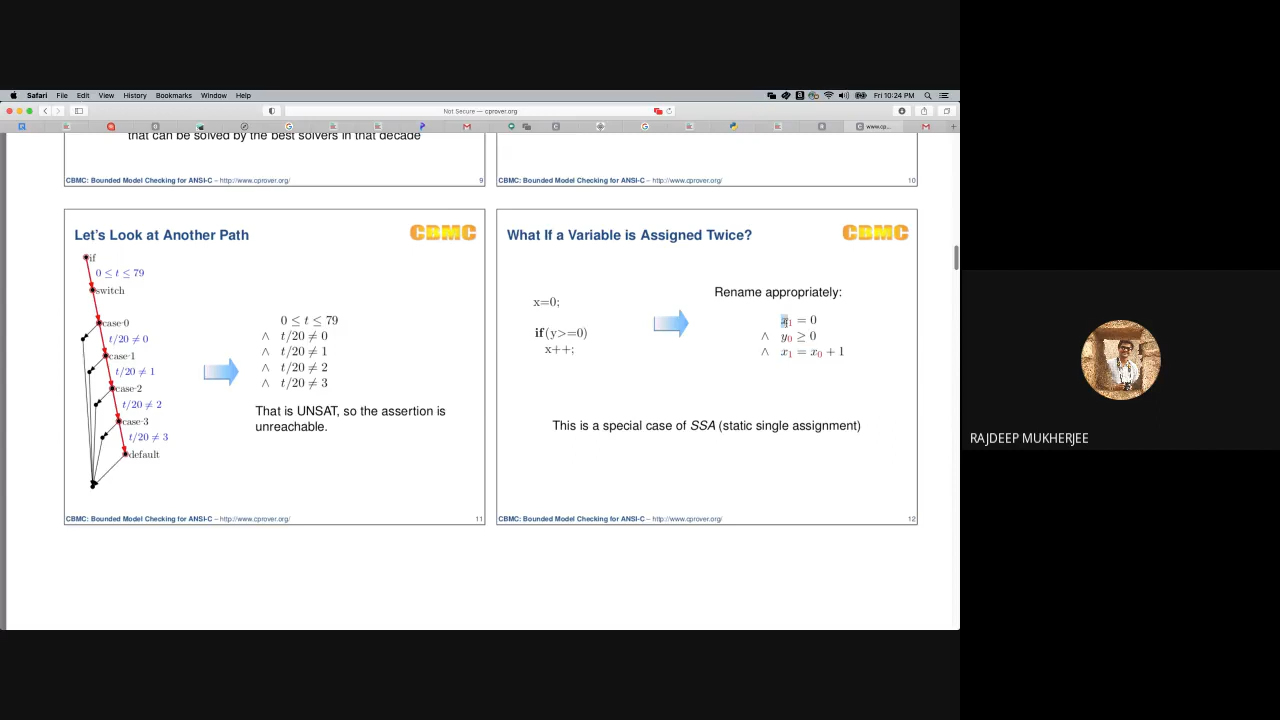 Safari File Edit View History Bookmarks Window Help Fri 10:24 PM
Not Secure — cprover.org
www.cp...
that can be solved by the best solvers in that decade
CBMC: Bounded Model Checking for ANSI-C – http://www.cprover.org/ 9
CBMC: Bounded Model Checking for ANSI-C – http://www.cprover.org/ 10
Let's Look at Another Path
CBMC
if
0 ≤ t ≤ 79
switch
case-0
t/20 ≠ 0
case-1
t/20 ≠ 1
case-2
t/20 ≠ 2
case-3
t/20 ≠ 3
default
0 ≤ t ≤ 79
∧ t/20 ≠ 0
∧ t/20 ≠ 1
∧ t/20 ≠ 2
∧ t/20 ≠ 3
That is UNSAT, so the assertion is
unreachable.
CBMC: Bounded Model Checking for ANSI-C – http://www.cprover.org/ 11
What If a Variable is Assigned Twice?
CBMC
x=0;
if(y>=0)
x++;
Rename appropriately:
x₁ = 0
∧ y₀ ≥ 0
∧ x₁ = x₀ + 1
This is a special case of SSA (static single assignment)
CBMC: Bounded Model Checking for ANSI-C – http://www.cprover.org/ 12
RAJDEEP MUKHERJEE